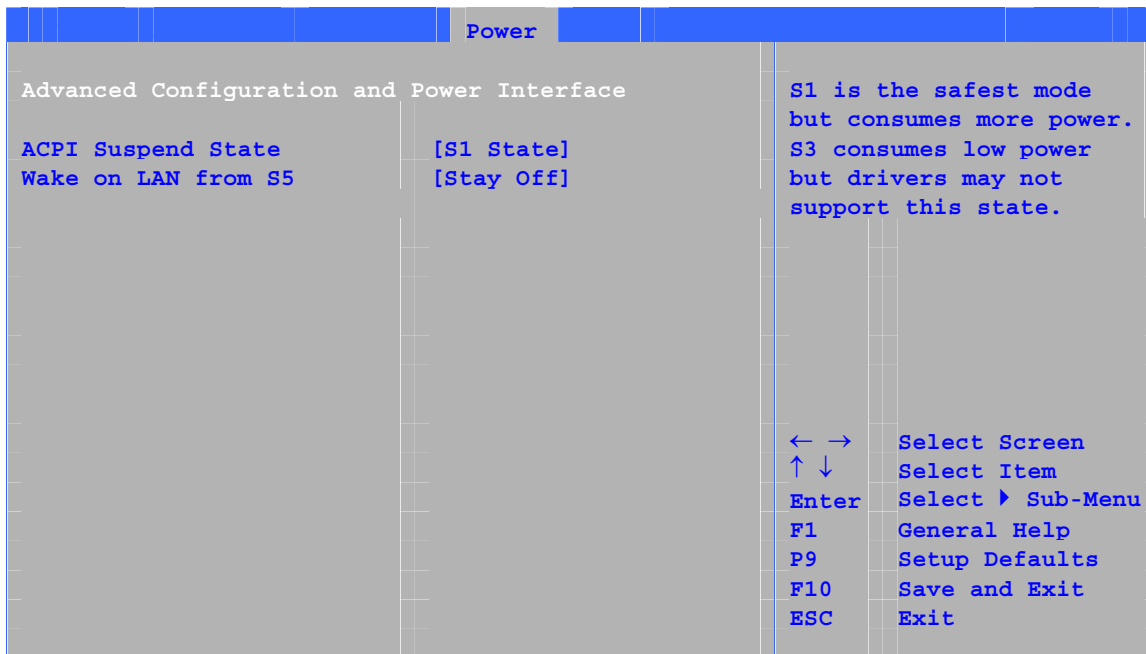 Power
Advanced Configuration and Power Interface
ACPI Suspend State [S1 State]
Wake on LAN from S5 [Stay Off]
S1 is the safest mode
but consumes more power.
S3 consumes low power
but drivers may not
support this state.
← → Select Screen
↑ ↓ Select Item
Enter Select ▶ Sub-Menu
F1 General Help
P9 Setup Defaults
F10 Save and Exit
ESC Exit